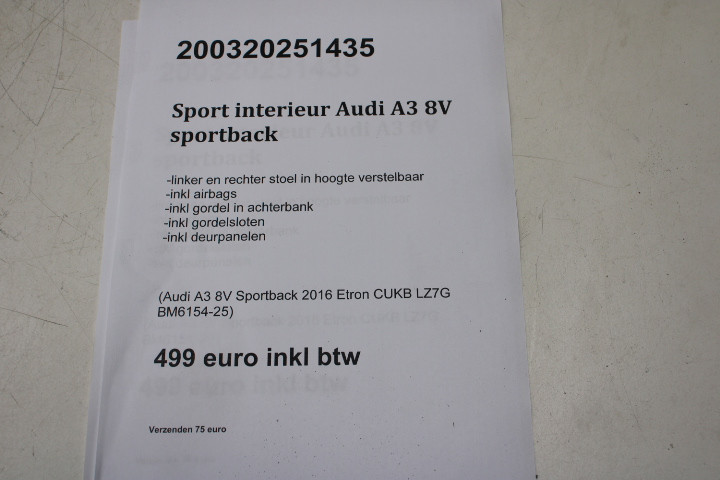 200320251435
Sport interieur Audi A3 8V
sportback
-linker en rechter stoel in hoogte verstelbaar
-inkl airbags
-inkl gordel in achterbank
-inkl gordelsloten
-inkl deurpanelen
(Audi A3 8V Sportback 2016 Etron CUKB LZ7G
BM6154-25)
499 euro inkl btw
Verzenden 75 euro